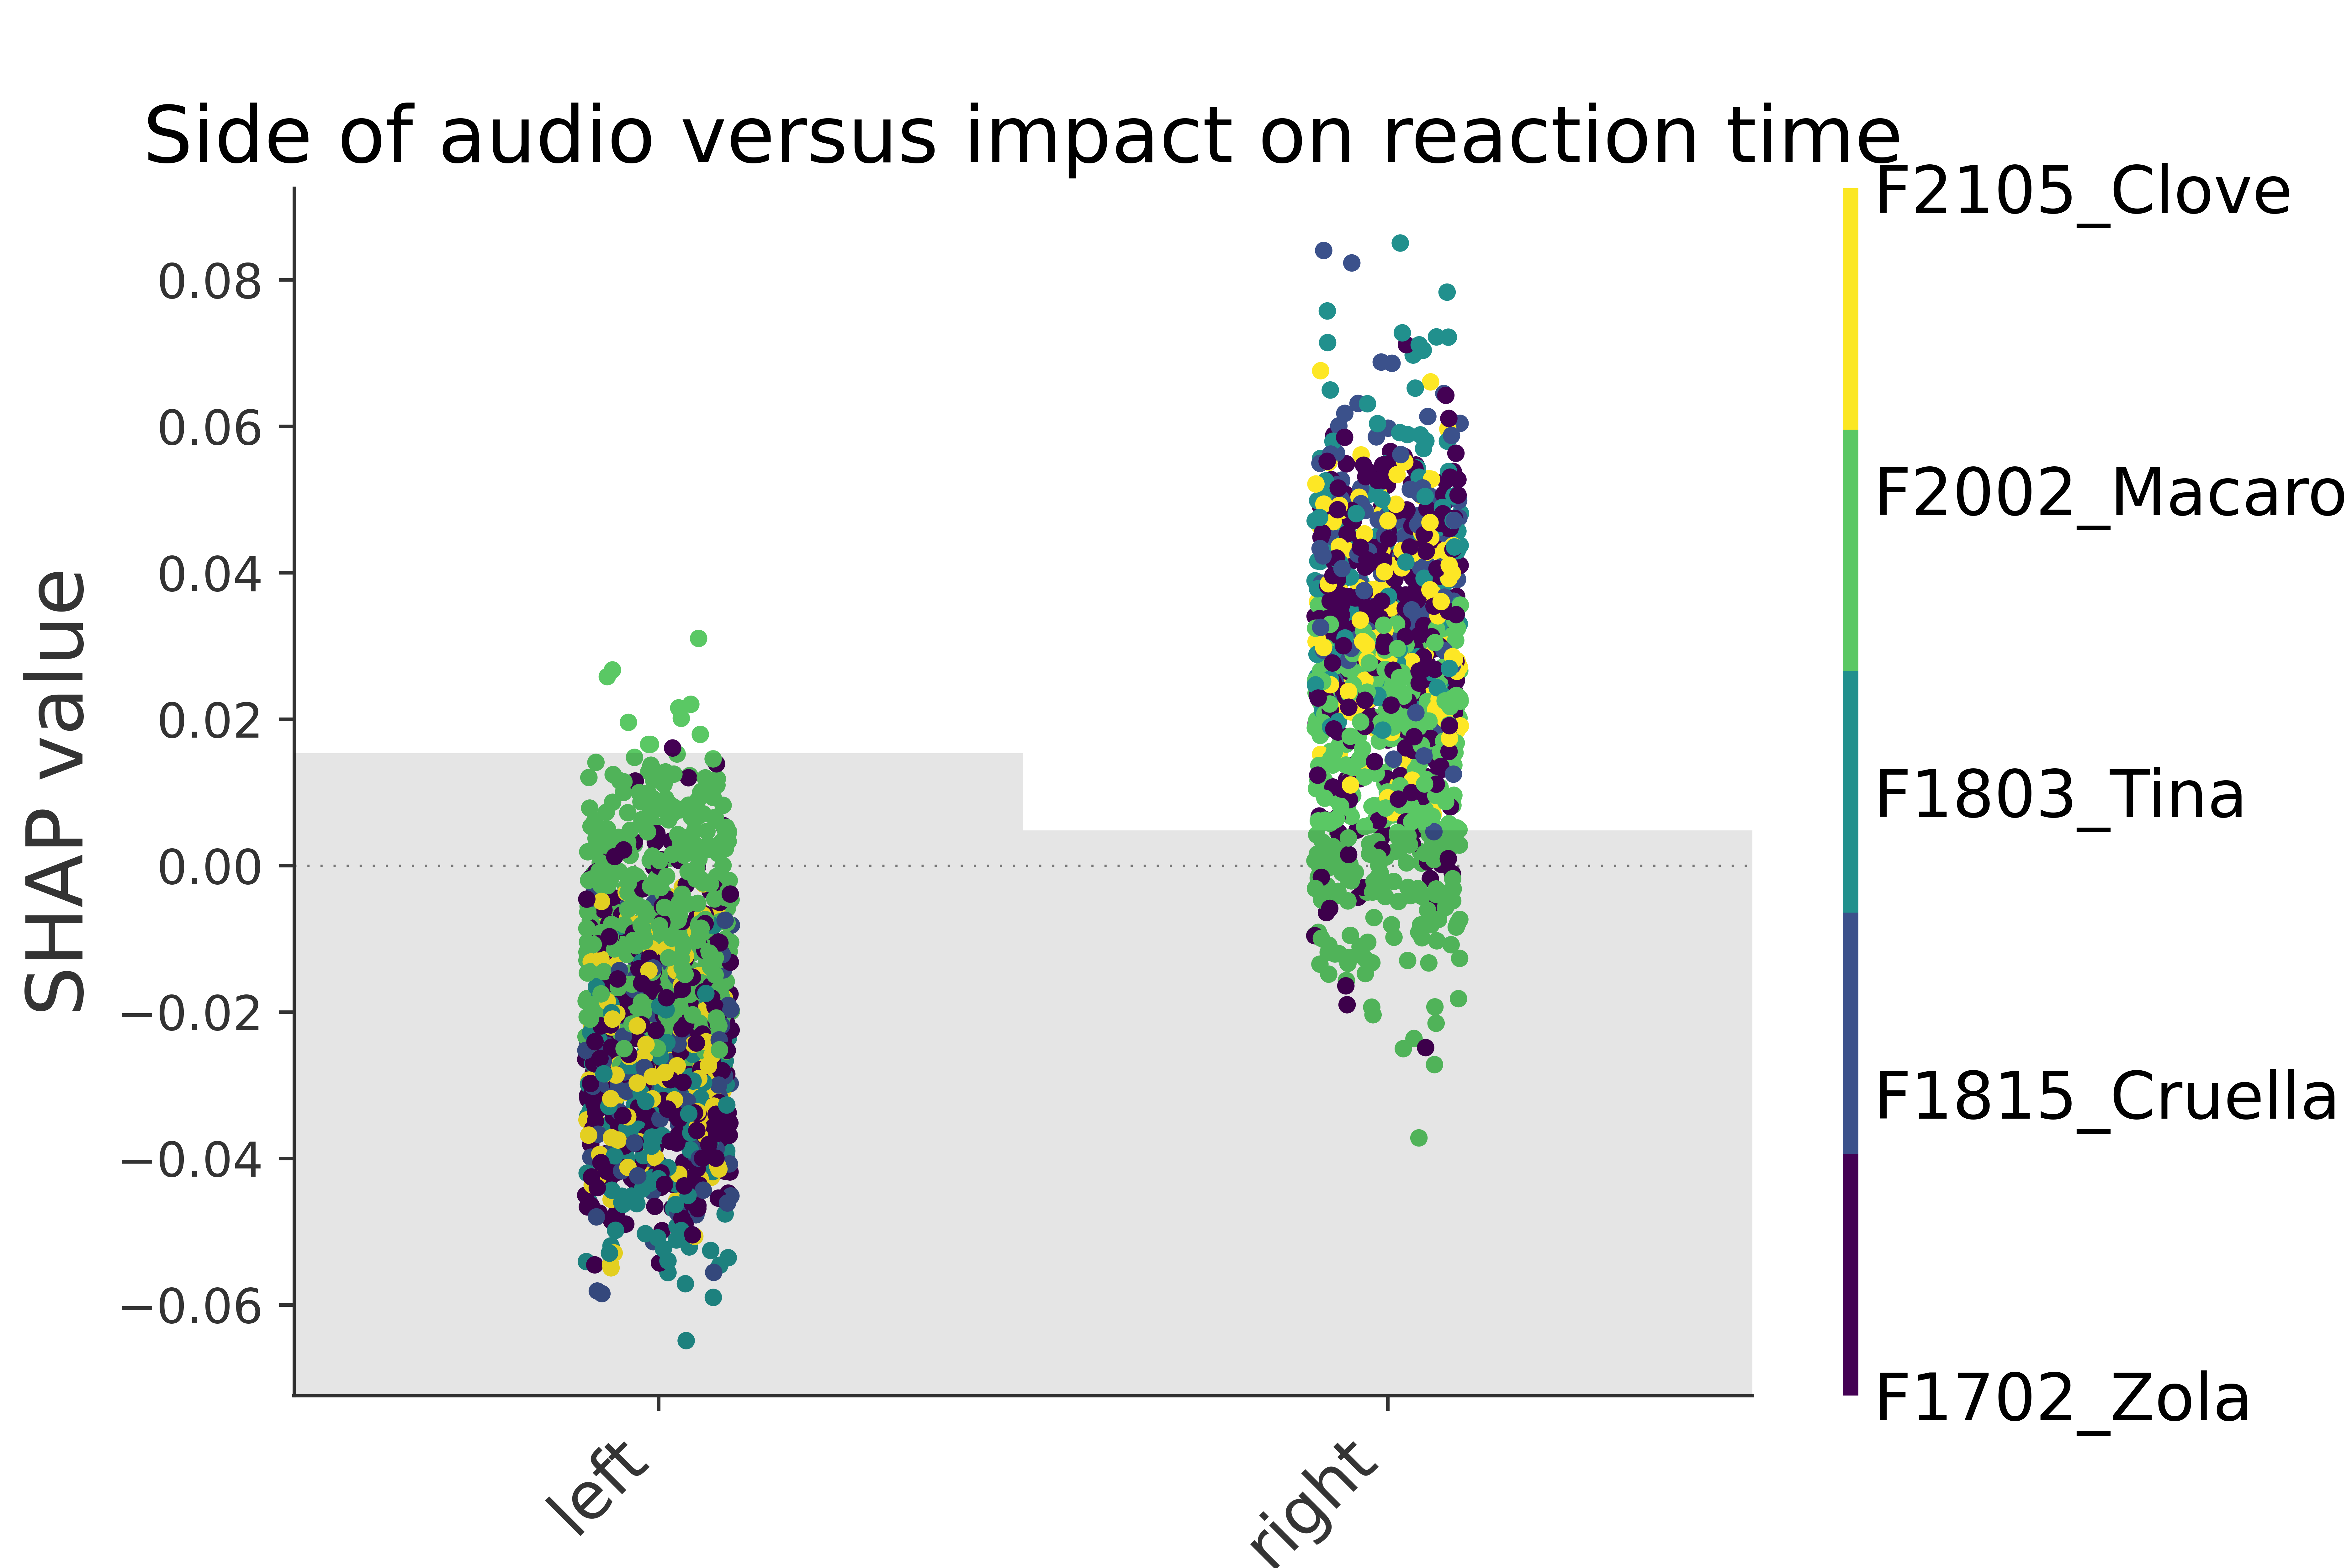 Side of audio versus impact on reaction time
SHAP value
0.08
0.06
0.04
0.02
0.00
−0.02
−0.04
−0.06
left
right
F2105_Clove
F2002_Macaro
F1803_Tina
F1815_Cruella
F1702_Zola